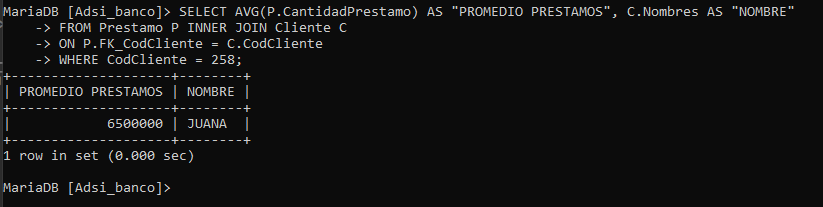 MariaDB [Adsi_banco]> SELECT AVG(P.CantidadPrestamo) AS "PROMEDIO PRESTAMOS", C.Nombres AS "NOMBRE"
    -> FROM Prestamo P INNER JOIN Cliente C
    -> ON P.FK_CodCliente = C.CodCliente
    -> WHERE CodCliente = 258;
+--------------------+--------+
| PROMEDIO PRESTAMOS | NOMBRE |
+--------------------+--------+
|            6500000 | JUANA  |
+--------------------+--------+
1 row in set (0.000 sec)
MariaDB [Adsi_banco]>